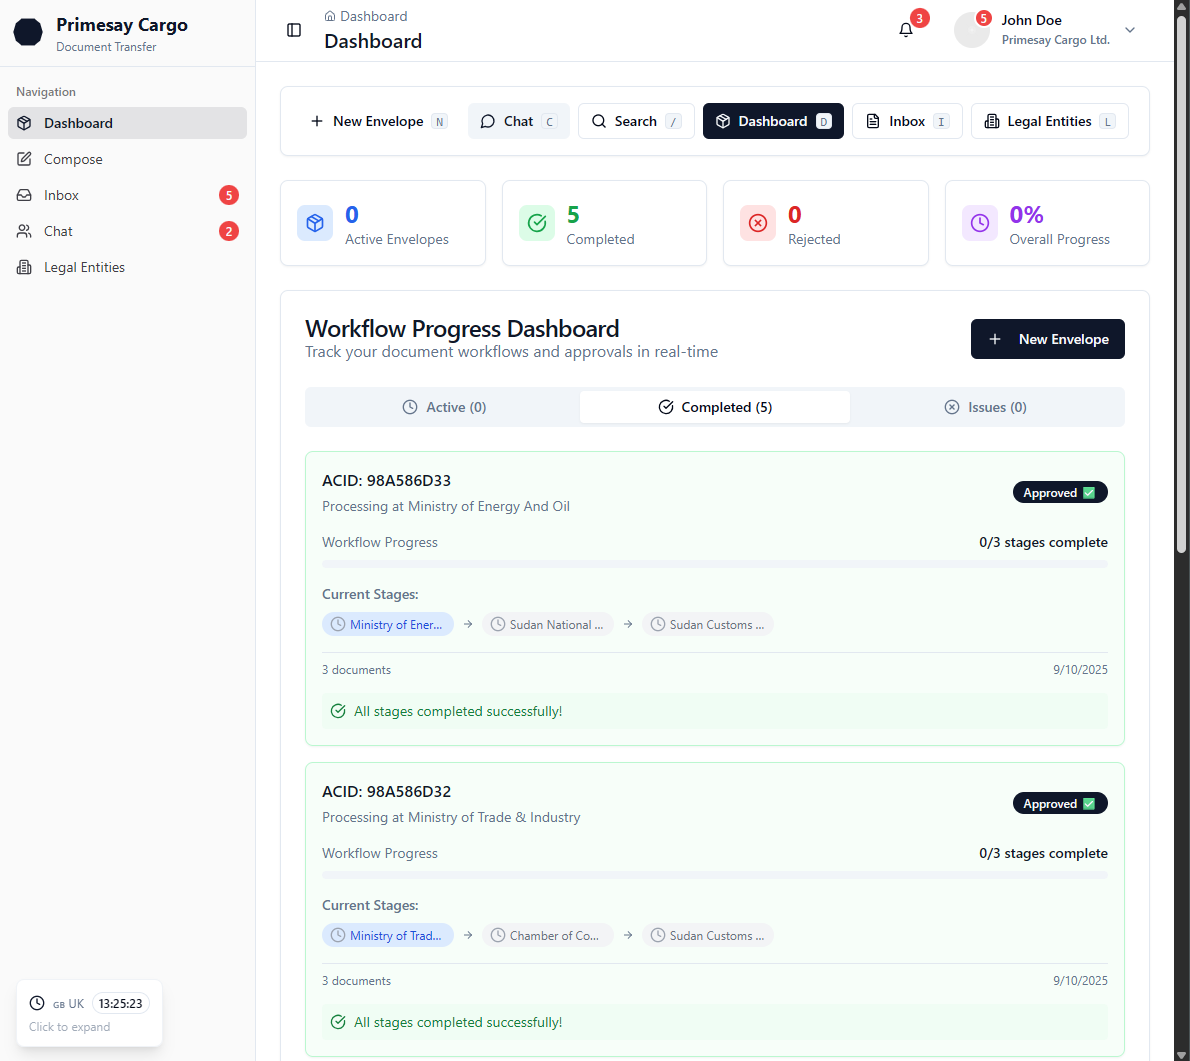 Primesay Cargo
Document Transfer
Navigation
Dashboard
Compose
Inbox 5
Chat 2
Legal Entities
GB UK 13:25:23
Click to expand
Dashboard
Dashboard
3
5
John Doe
Primesay Cargo Ltd.
New Envelope N
Chat C
Search /
Dashboard D
Inbox I
Legal Entities L
0
Active Envelopes
5
Completed
0
Rejected
0%
Overall Progress
Workflow Progress Dashboard
Track your document workflows and approvals in real-time
New Envelope
Active (0)
Completed (5)
Issues (0)
ACID: 98A586D33
Processing at Ministry of Energy And Oil
Approved ✅
Workflow Progress
0/3 stages complete
Current Stages:
Ministry of Ener... → Sudan National ... → Sudan Customs ...
3 documents
9/10/2025
All stages completed successfully!
ACID: 98A586D32
Processing at Ministry of Trade & Industry
Approved ✅
Workflow Progress
0/3 stages complete
Current Stages:
Ministry of Trad... → Chamber of Co... → Sudan Customs ...
3 documents
9/10/2025
All stages completed successfully!